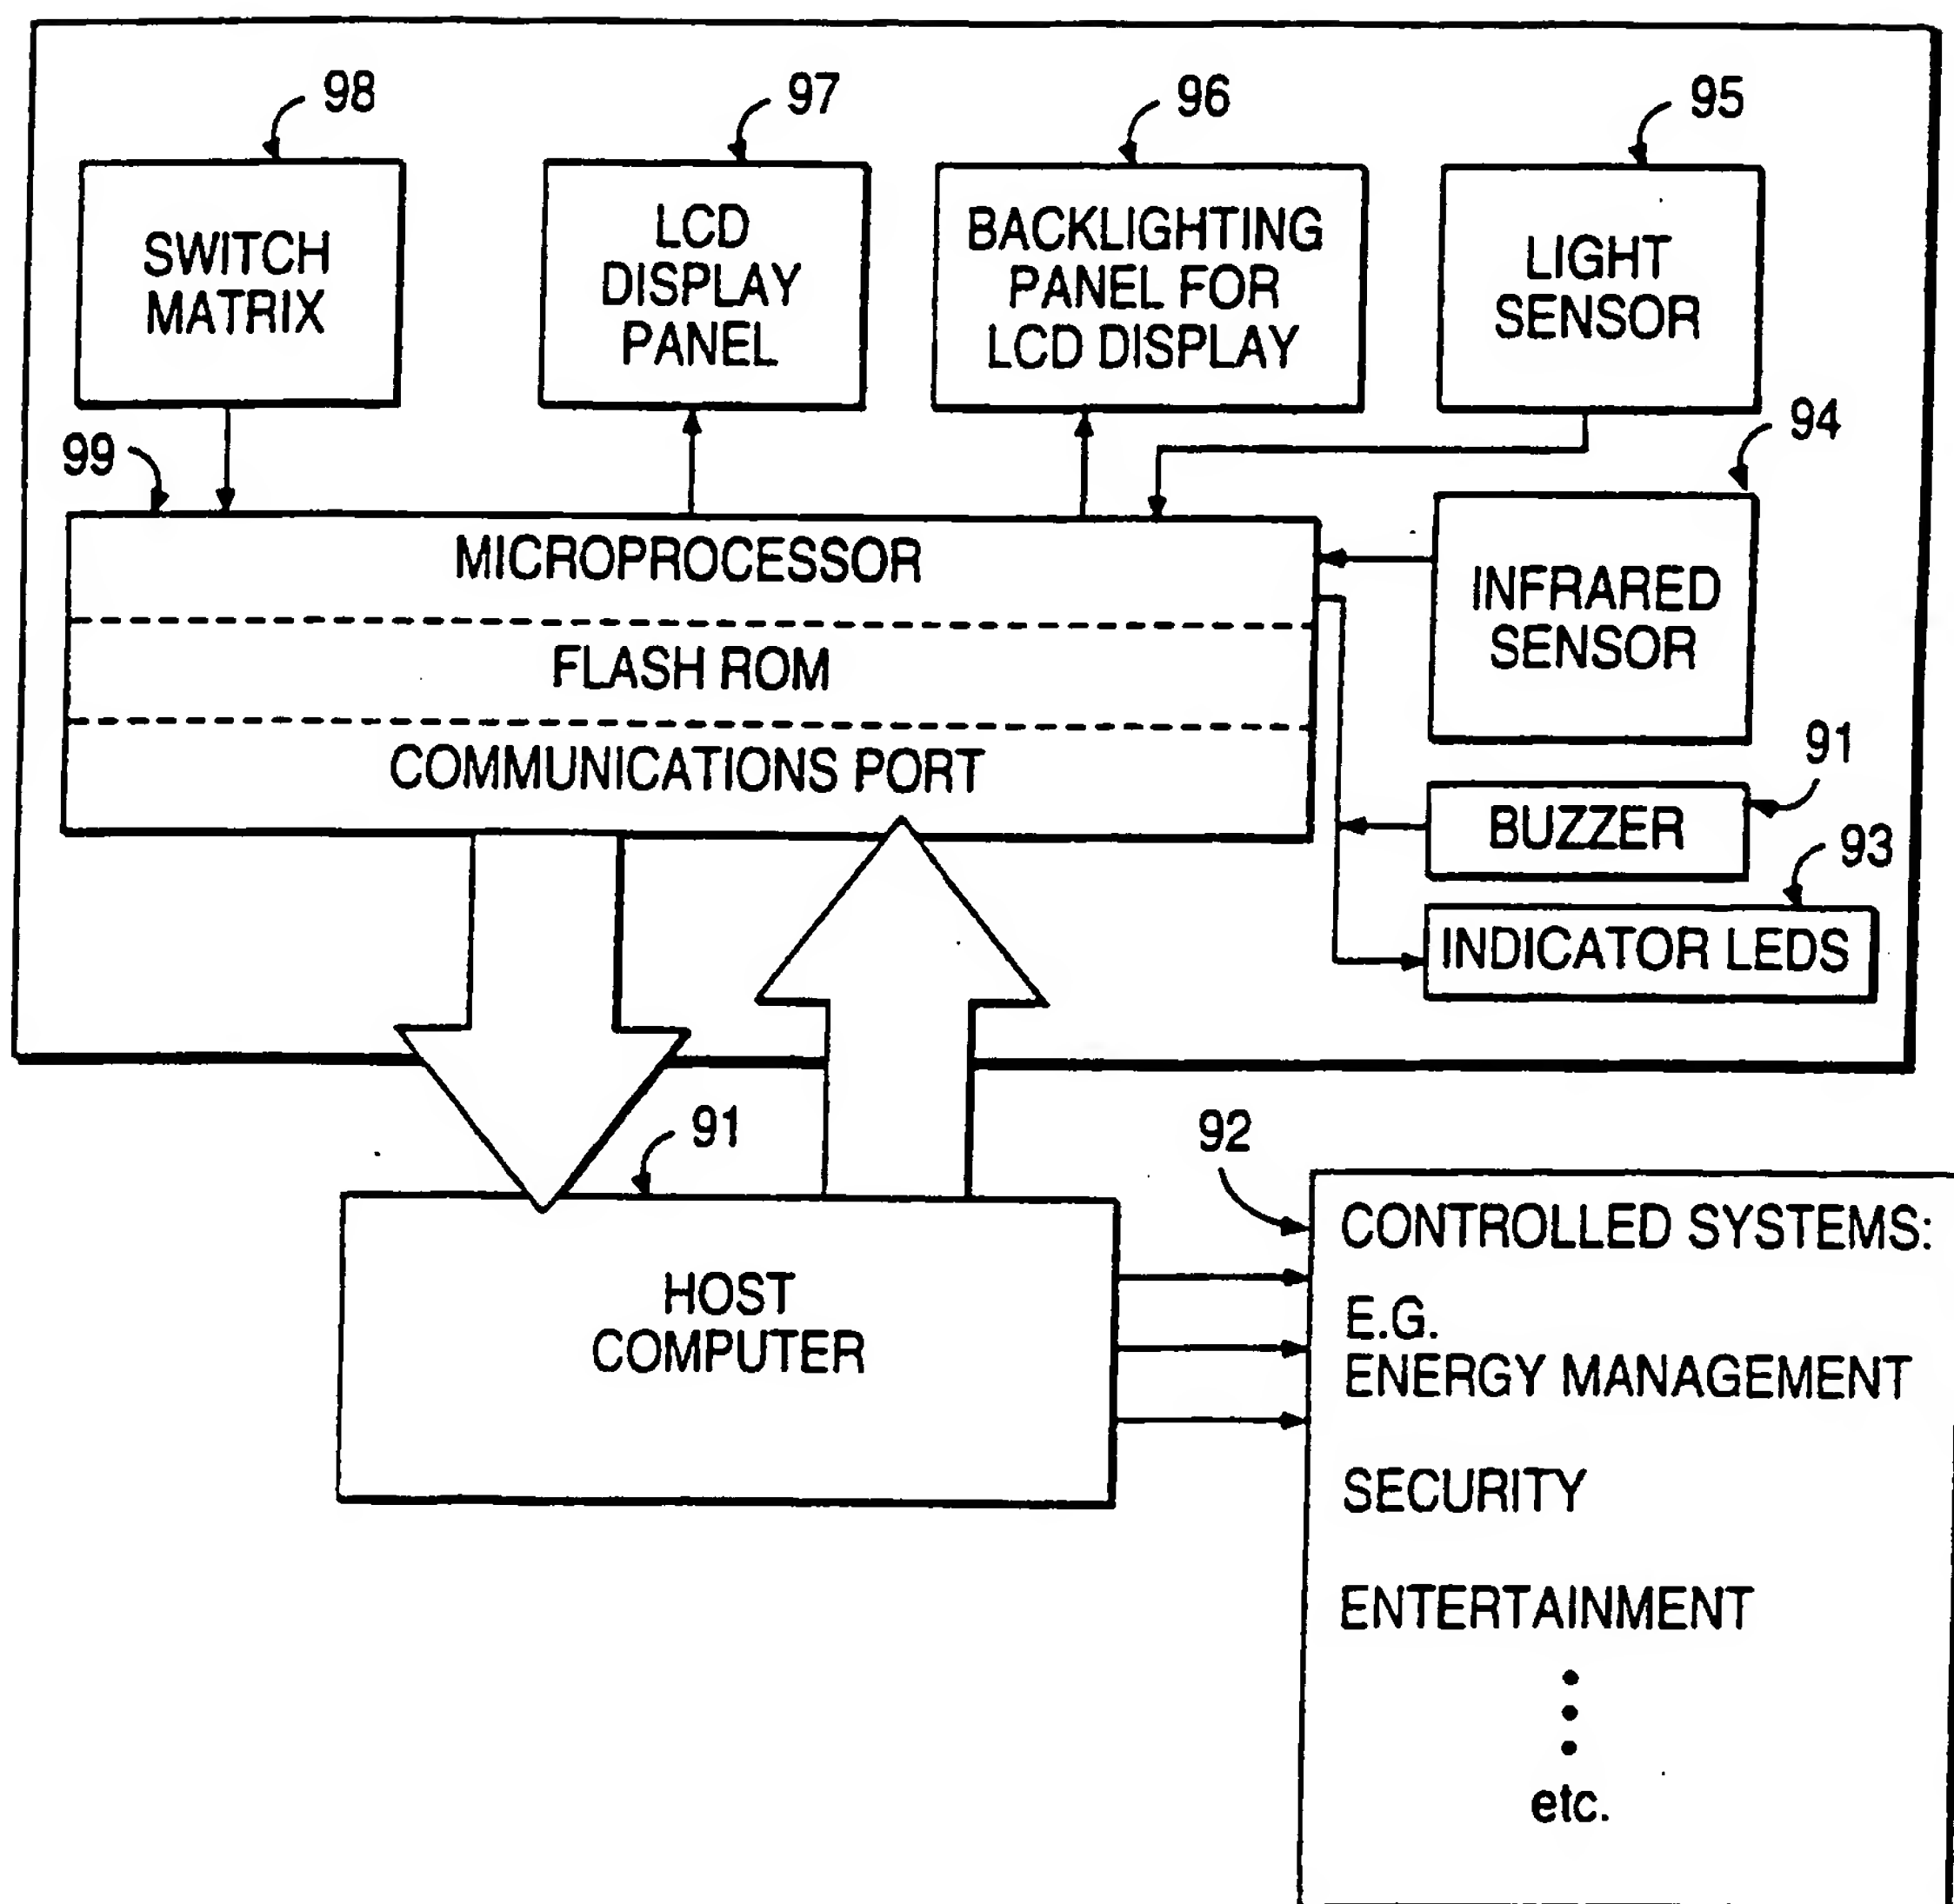 98
97
96
95
SWITCH
MATRIX
LCD
DISPLAY
PANEL
BACKLIGHTING
PANEL FOR
LCD DISPLAY
LIGHT
SENSOR
99
94
MICROPROCESSOR
FLASH ROM
COMMUNICATIONS PORT
INFRARED
SENSOR
91
BUZZER
93
INDICATOR LEDS
91
92
HOST
COMPUTER
CONTROLLED SYSTEMS:
E.G.
ENERGY MANAGEMENT
SECURITY
ENTERTAINMENT
etc.